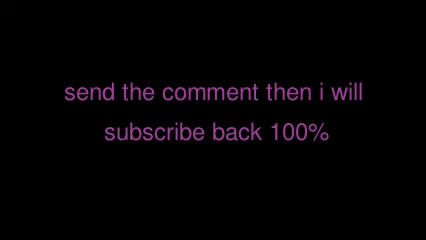 send the comment then i will
subscribe back 100%